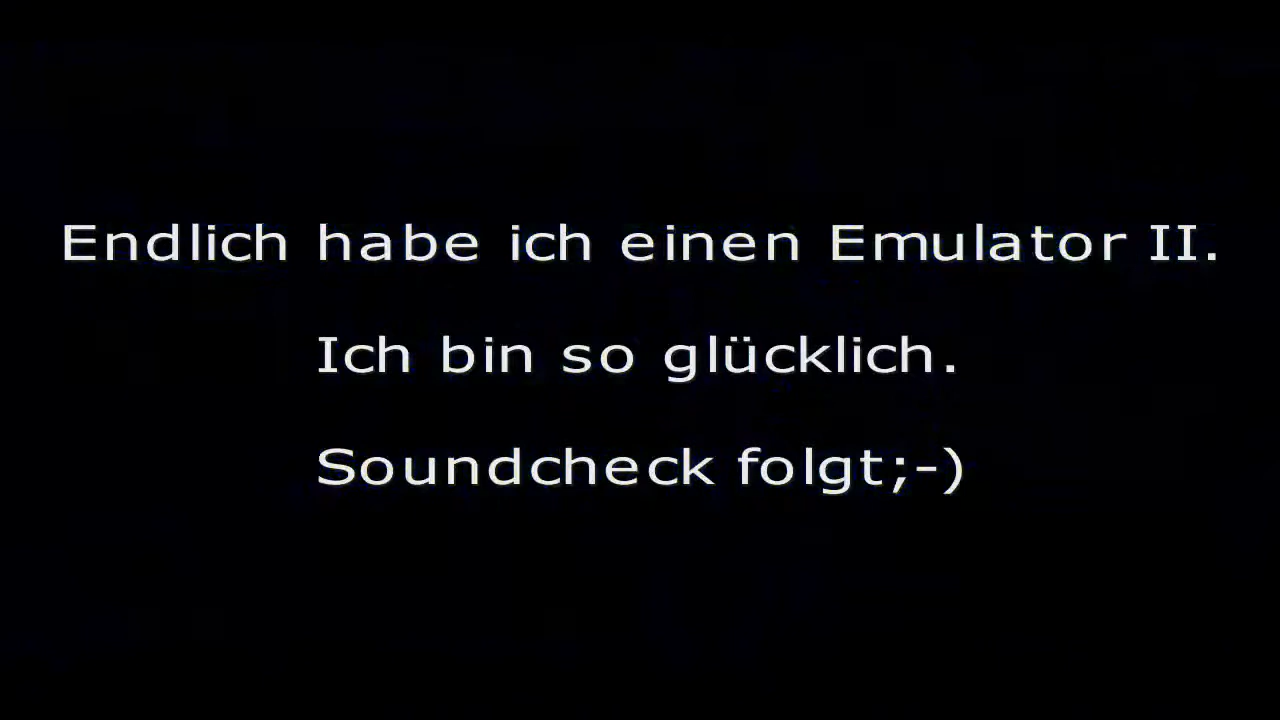 Endlich habe ich einen Emulator II.
Ich bin so glücklich.
Soundcheck folgt;-)